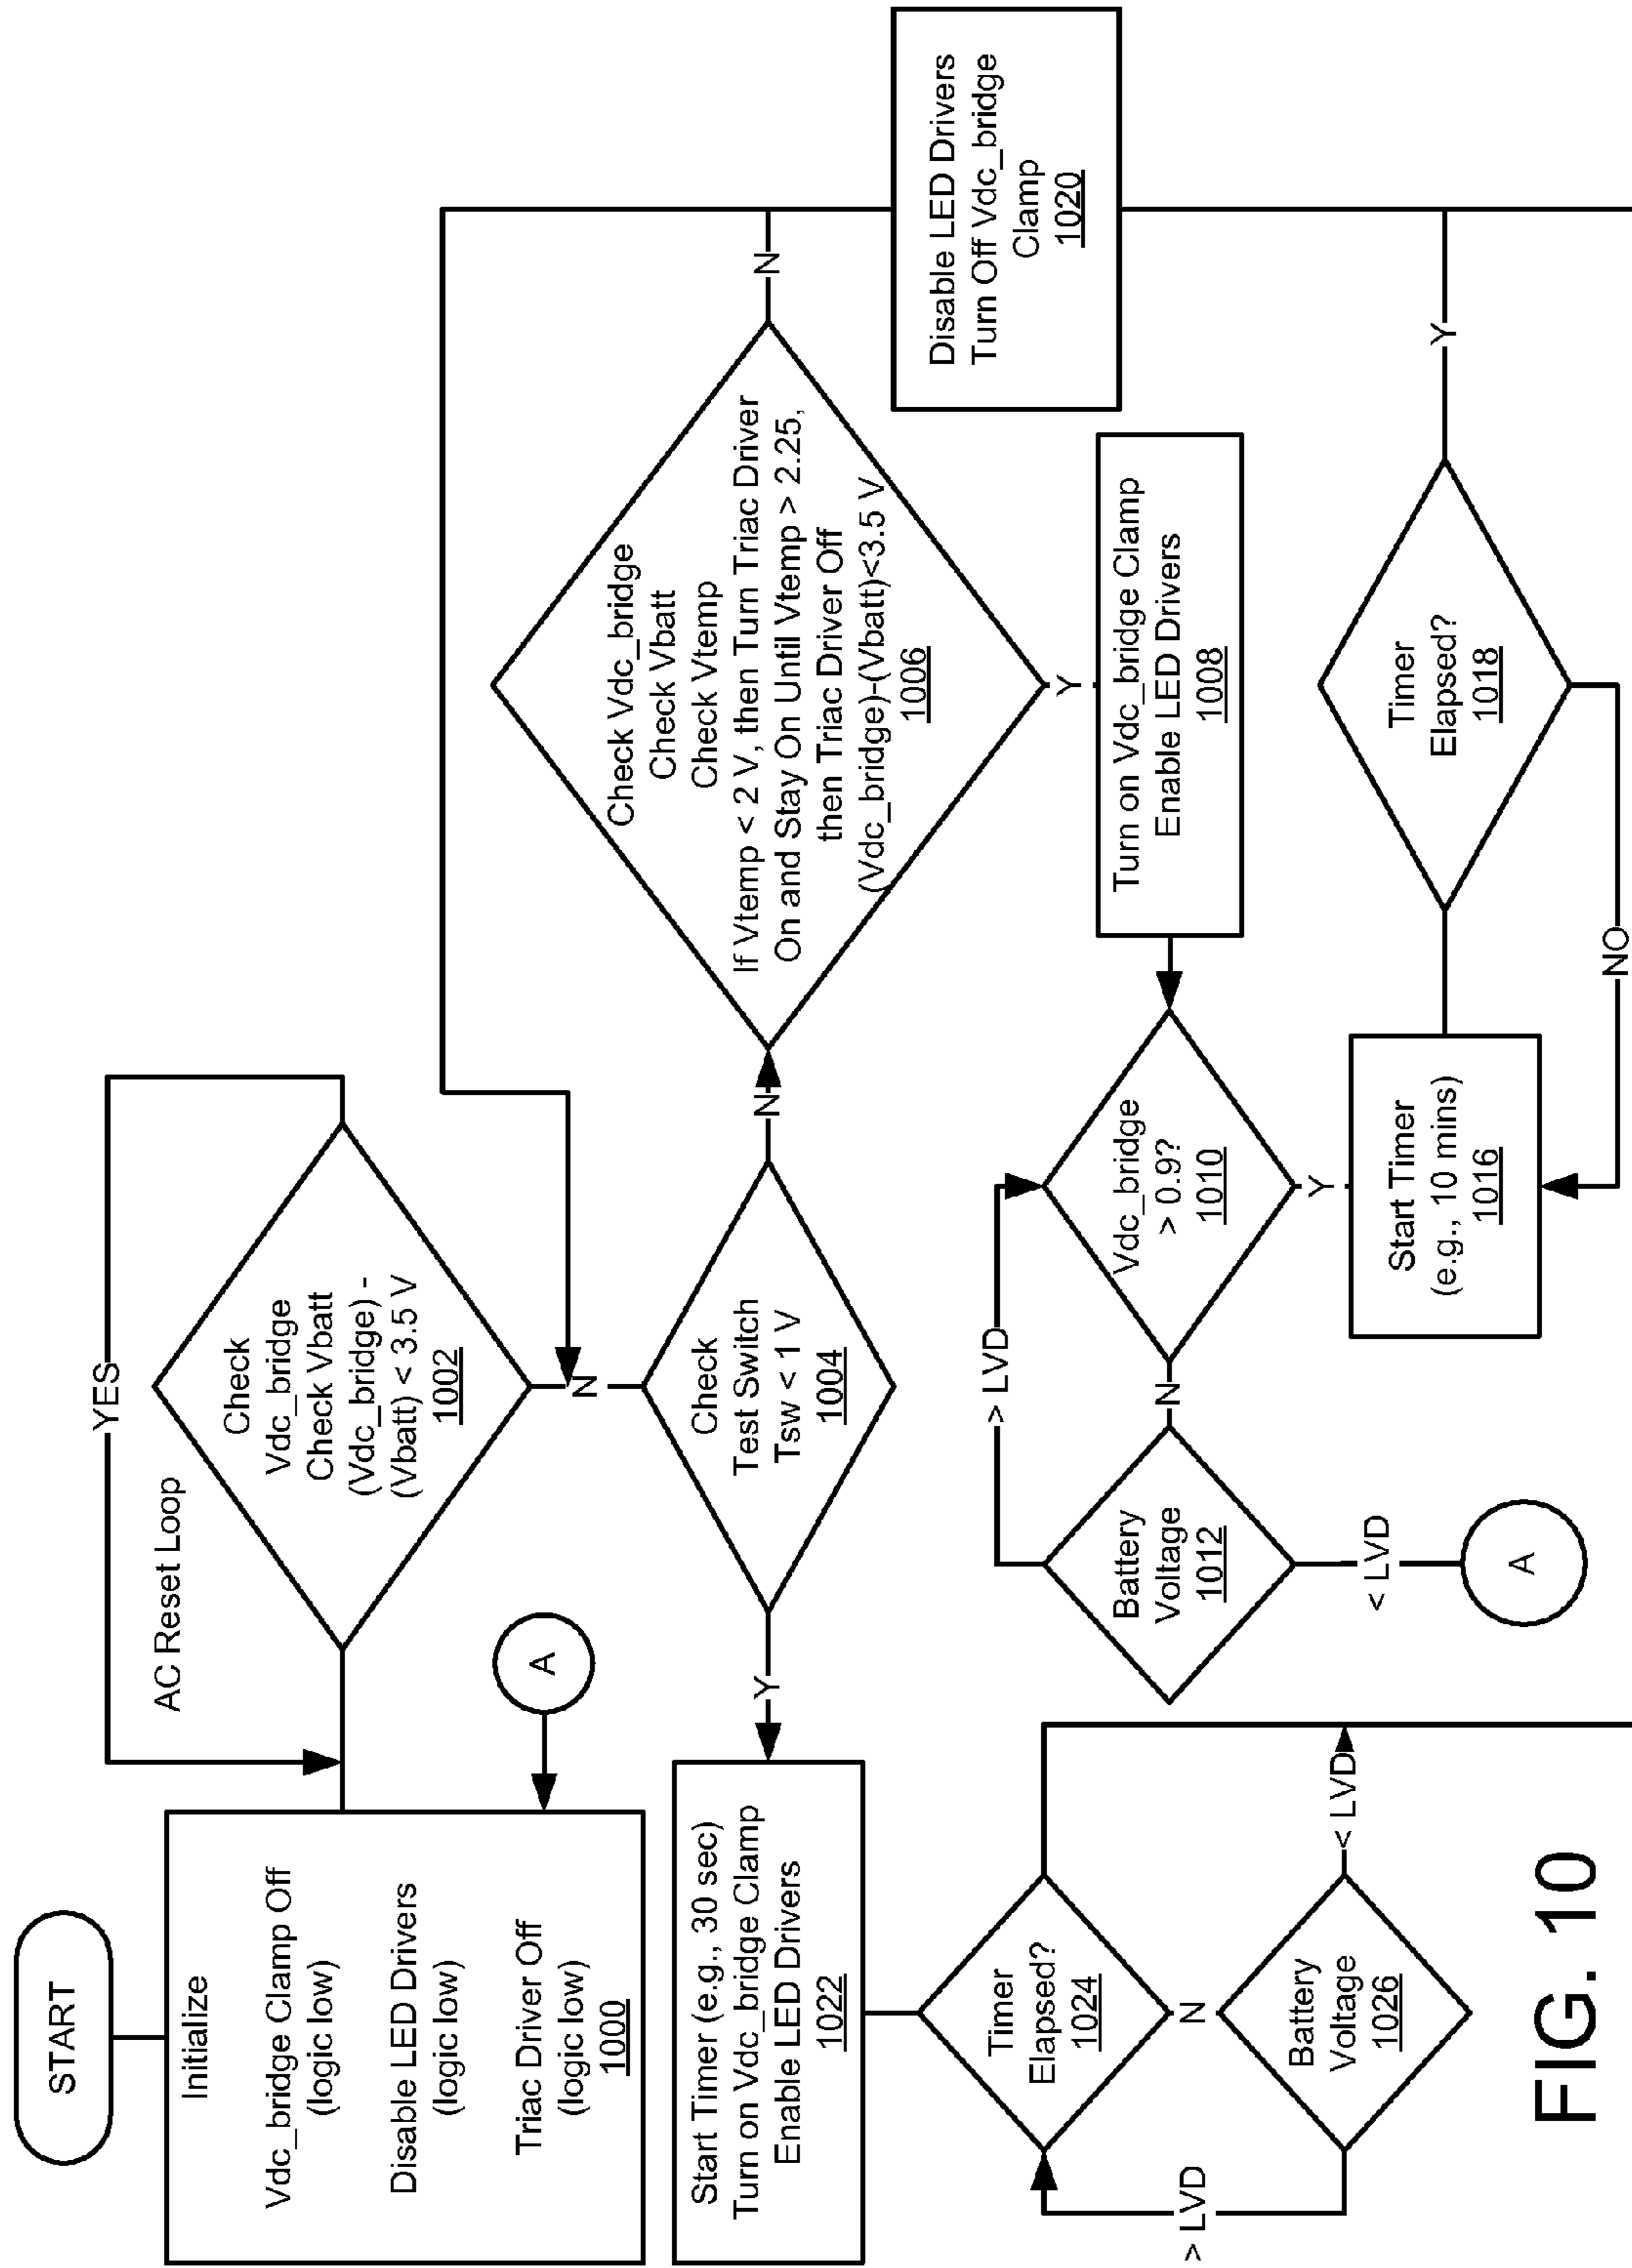 START
Initialize
Vdc_bridge Clamp Off
(logic low)
Disable LED Drivers
(logic low)
Triac Driver Off
(logic low)
1000
A
AC Reset Loop
YES
Check
Vdc_bridge
Check Vbatt
(Vdc_bridge) -
(Vbatt) < 3.5 V
1002
N
Check
Test Switch
Tsw < 1 V
1004
Y
N
Start Timer (e.g., 30 sec)
Turn on Vdc_bridge Clamp
Enable LED Drivers
1022
Timer
Elapsed?
1024
N
Battery
Voltage
1026
> LVD
< LVD
Check Vdc_bridge
Check Vbatt
Check Vtemp
If Vtemp < 2 V, then Turn Triac Driver
On and Stay On Until Vtemp > 2.25,
then Triac Driver Off
(Vdc_bridge)-(Vbatt)<3.5 V
1006
N
Y
Turn on Vdc_bridge Clamp
Enable LED Drivers
1008
Vdc_bridge
> 0.9?
1010
N
Y
Battery
Voltage
1012
> LVD
< LVD
A
Start Timer
(e.g., 10 mins)
1016
Timer
Elapsed?
1018
NO
Y
Disable LED Drivers
Turn Off Vdc_bridge
Clamp
1020
FIG. 10